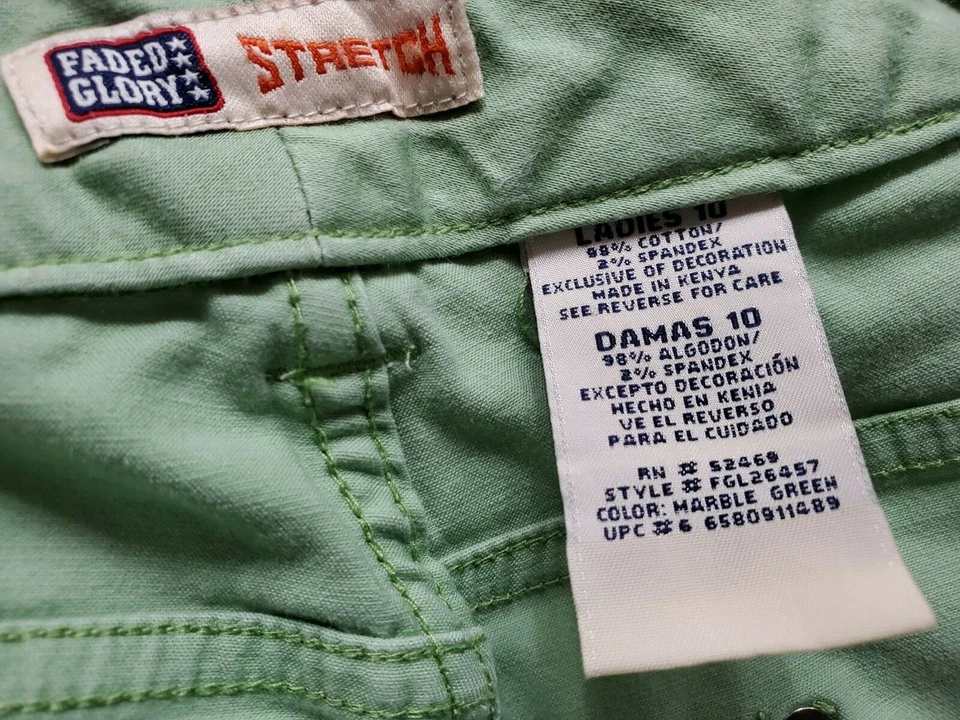 FADED
GLORY
STRETCH
LADIES 10
98% COTTON/
2% SPANDEX
EXCLUSIVE OF DECORATION
MADE IN KENYA
SEE REVERSE FOR CARE
DAMAS 10
98% ALGODON/
2% SPANDEX
EXCEPTO DECORACIÓN
HECHO EN KENIA
VE EL REVERSO
PARA EL CUIDADO
RN # 52469
STYLE # FGL26457
COLOR: MARBLE GREEN
UPC #6 6580911489